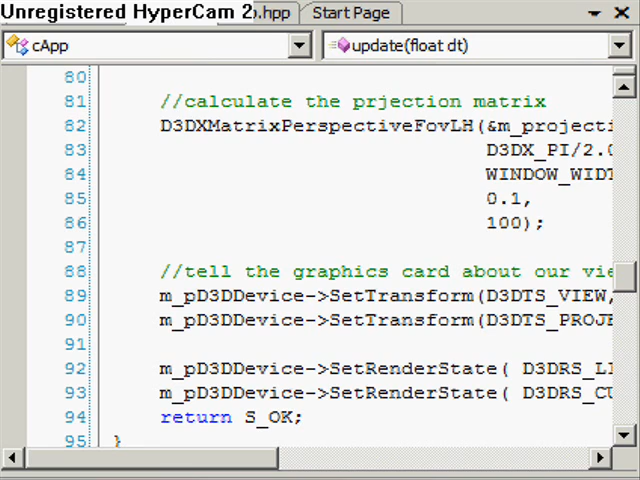 Unregistered HyperCam 2
.hpp
Start Page
cApp
update(float dt)
80
81 //calculate the prjection matrix
82 D3DXMatrixPerspectiveFovLH(&m_projecti
83 D3DX_PI/2.0
84 WINDOW_WIDT
85 0.1,
86 100);
87
88 //tell the graphics card about our vie
89 m_pD3DDevice->SetTransform(D3DTS_VIEW,
90 m_pD3DDevice->SetTransform(D3DTS_PROJE
91
92 m_pD3DDevice->SetRenderState( D3DRS_LI
93 m_pD3DDevice->SetRenderState( D3DRS_CU
94 return S_OK;
95 }